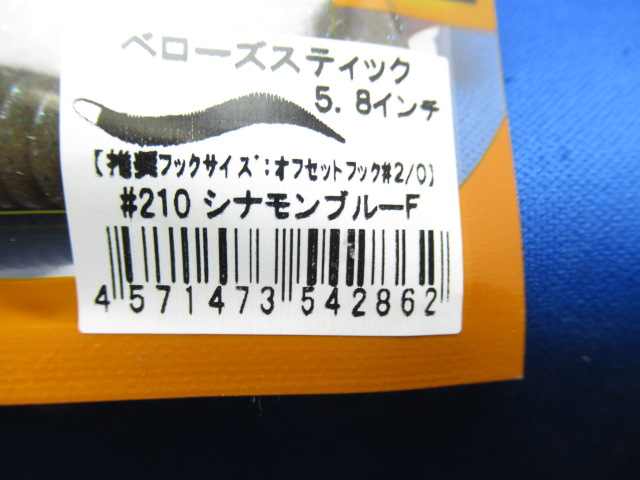 ベローズスティック
5.8インチ
【推奨フックサイズ:オフセットフック#2/0】
#210 シナモンブルーF
4 571473 542862